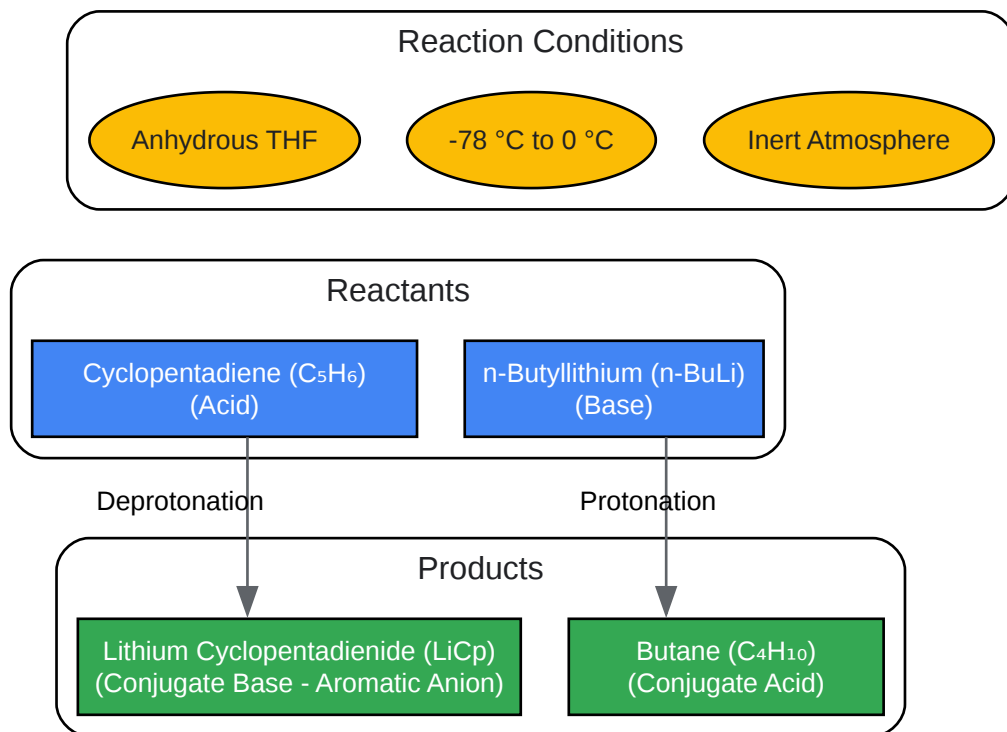 Reaction Conditions
Anhydrous THF
-78 °C to 0 °C
Inert Atmosphere
Reactants
Cyclopentadiene (C₅H₆)
(Acid)
n-Butyllithium (n-BuLi)
(Base)
Deprotonation
Protonation
Products
Lithium Cyclopentadienide (LiCp)
(Conjugate Base - Aromatic Anion)
Butane (C₄H₁₀)
(Conjugate Acid)